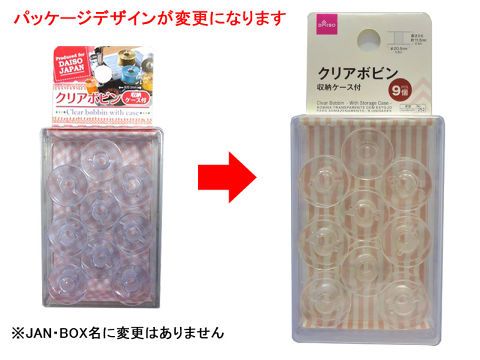 パッケージデザインが変更になります
Produced for
DAISO
JAPAN
クリアボビン
収納
ケース付
Clear bobbin with case
DAISO
クリアボビン
収納ケース付
9個
Clear Bobbin - With Storage Case -
※JAN・BOX名に変更はありません